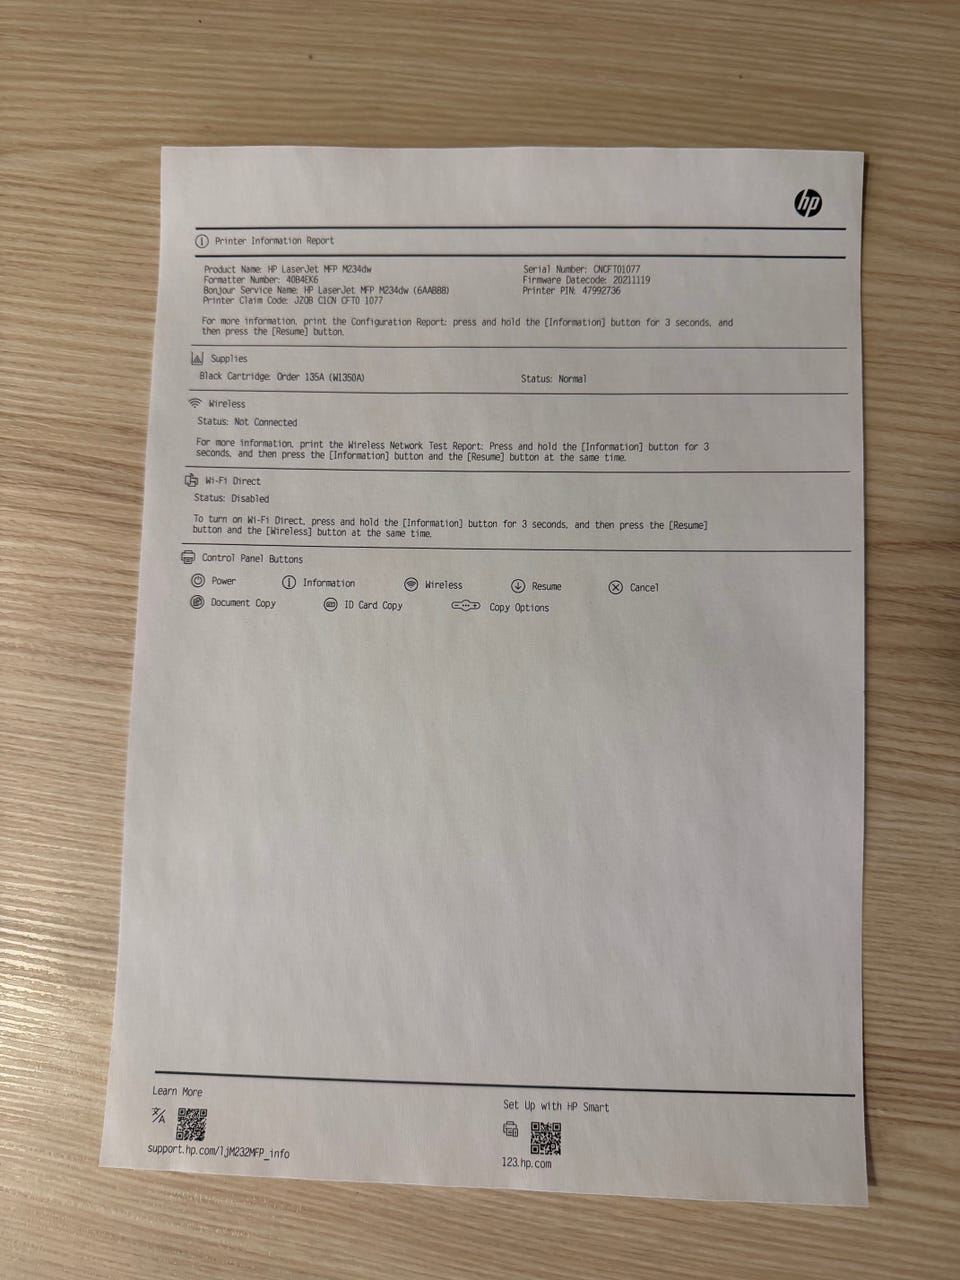 hp
Printer Information Report
Product Name: HP LaserJet MFP M234dw
Formatter Number: 40B4EK6
Bonjour Service Name: HP LaserJet MFP M234dw (6AAB8B)
Printer Claim Code: JZQB C1CN CFT0 1077
Serial Number: CNCFT01077
Firmware Datecode: 20211119
Printer PIN: 47992736
For more information, print the Configuration Report: press and hold the [Information] button for 3 seconds, and
then press the [Resume] button.
Supplies
Black Cartridge: Order 135A (W1350A)
Status: Normal
Wireless
Status: Not Connected
For more information, print the Wireless Network Test Report: Press and hold the [Information] button for 3
seconds, and then press the [Information] button and the [Resume] button at the same time.
Wi-Fi Direct
Status: Disabled
To turn on Wi-Fi Direct, press and hold the [Information] button for 3 seconds, and then press the [Resume]
button and the [Wireless] button at the same time.
Control Panel Buttons
Power Information Wireless Resume Cancel
Document Copy ID Card Copy Copy Options
Learn More
support.hp.com/ljM232MFP_info
Set Up with HP Smart
123.hp.com